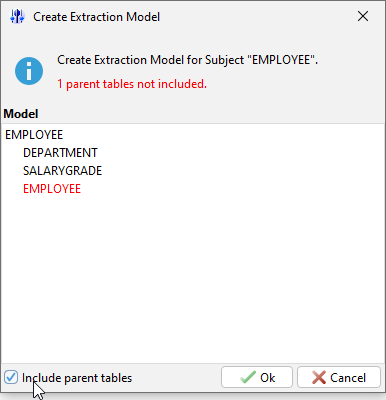 Create Extraction Model
Create Extraction Model for Subject "EMPLOYEE".
1 parent tables not included.
Model
EMPLOYEE
DEPARTMENT
SALARYGRADE
EMPLOYEE
Include parent tables
Ok
Cancel